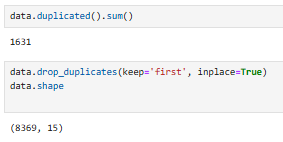 data.duplicated().sum()
1631
data.drop_duplicates(keep='first', inplace=True)
data.shape
(8369, 15)